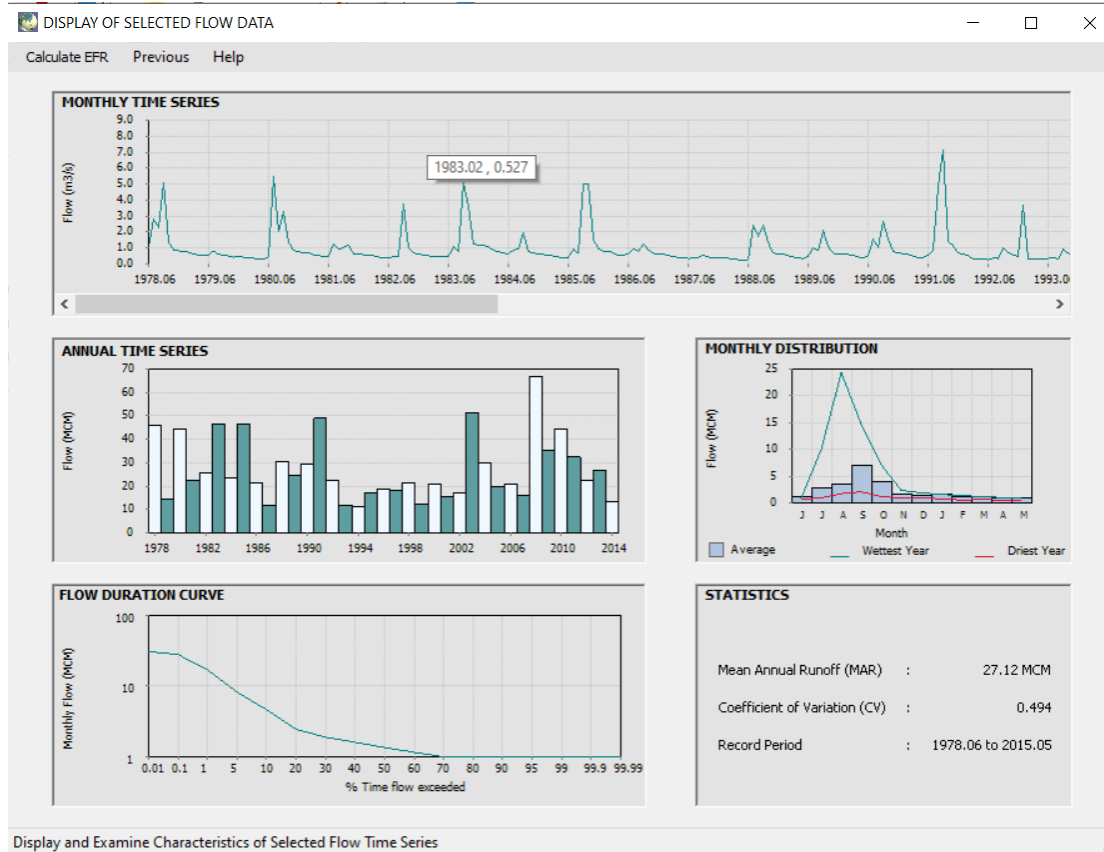 DISPLAY OF SELECTED FLOW DATA
Calculate EFR Previous Help
MONTHLY TIME SERIES
9.0
8.0
7.0
6.0
5.0
4.0
3.0
2.0
1.0
0.0
Flow (m3/s)
1983.02 , 0.527
1978.06 1979.06 1980.06 1981.06 1982.06 1983.06 1984.06 1985.06 1986.06 1987.06 1988.06 1989.06 1990.06 1991.06 1992.06 1993.0
ANNUAL TIME SERIES
70
60
50
40
30
20
10
0
Flow (MCM)
1978 1982 1986 1990 1994 1998 2002 2006 2010 2014
MONTHLY DISTRIBUTION
25
20
15
10
5
0
Flow (MCM)
J J A S O N D J F M A M
Month
Average Wettest Year Driest Year
FLOW DURATION CURVE
100
10
1
Monthly Flow (MCM)
0.01 0.1 1 5 10 20 30 40 50 60 70 80 90 95 99 99.9 99.99
% Time flow exceeded
STATISTICS
Mean Annual Runoff (MAR) : 27.12 MCM
Coefficient of Variation (CV) : 0.494
Record Period : 1978.06 to 2015.05
Display and Examine Characteristics of Selected Flow Time Series